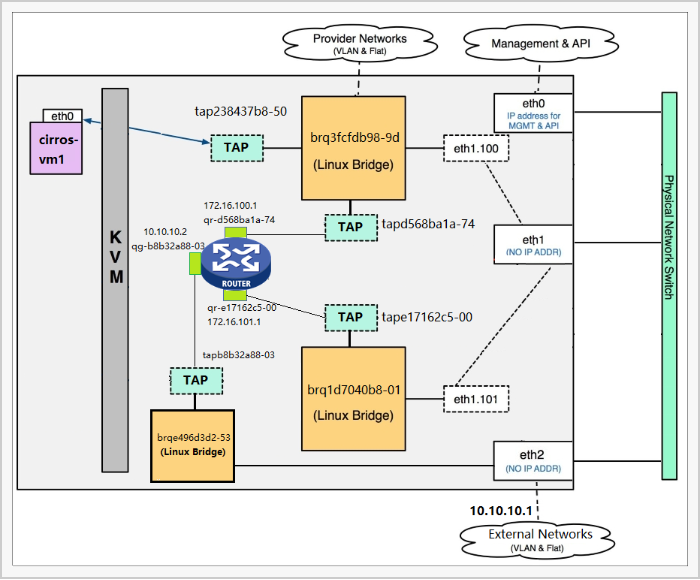 Provider Networks
(VLAN & Flat)
Management & API
eth0
cirros-
vm1
KVM
tap238437b8-50
TAP
brq3fcfdb98-9d
(Linux Bridge)
eth1.100
eth0
IP address for
MGMT & API
172.16.100.1
qr-d568ba1a-74
TAP
tapd568ba1a-74
10.10.10.2
qg-b8b32a88-03
ROUTER
qr-e17162c5-00
172.16.101.1
eth1
(NO IP ADDR)
Physical Network Switch
TAP
tape17162c5-00
tapb8b32a88-03
TAP
brq1d7040b8-01
(Linux Bridge)
eth1.101
brqe496d3d2-53
(Linux Bridge)
eth2
(NO IP ADDR)
10.10.10.1
External Networks
(VLAN & Flat)